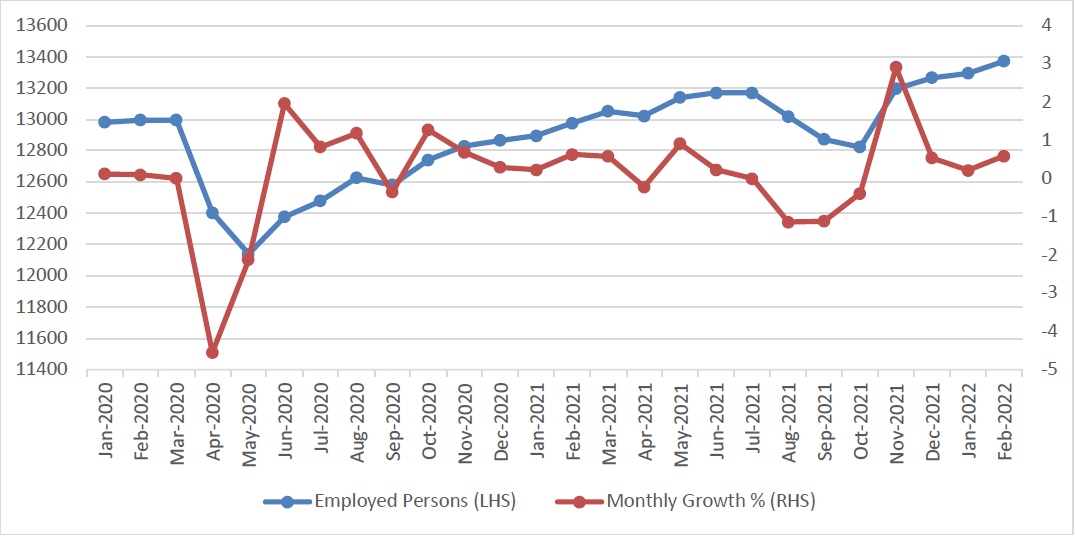 13600
13400
13200
13000
12800
12600
12400
12200
12000
11800
11600
11400
4
3
2
1
0
-1
-2
-3
-4
-5
Jan-2020
Feb-2020
Mar-2020
Apr-2020
May-2020
Jun-2020
Jul-2020
Aug-2020
Sep-2020
Oct-2020
Nov-2020
Dec-2020
Jan-2021
Feb-2021
Mar-2021
Apr-2021
May-2021
Jun-2021
Jul-2021
Aug-2021
Sep-2021
Oct-2021
Nov-2021
Dec-2021
Jan-2022
Feb-2022
Employed Persons (LHS)
Monthly Growth % (RHS)